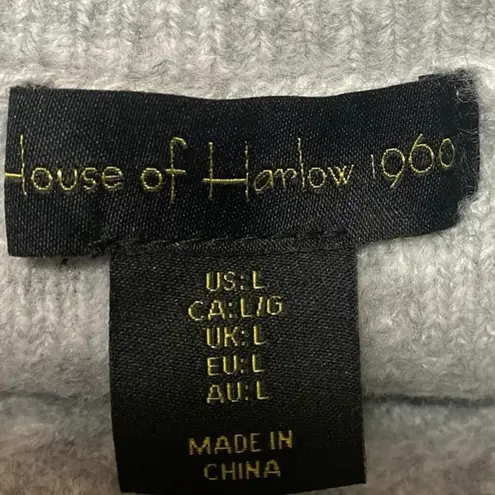 House of Harlow 1960
US: L
CA: L/G
UK: L
EU: L
AU: L
MADE IN
CHINA